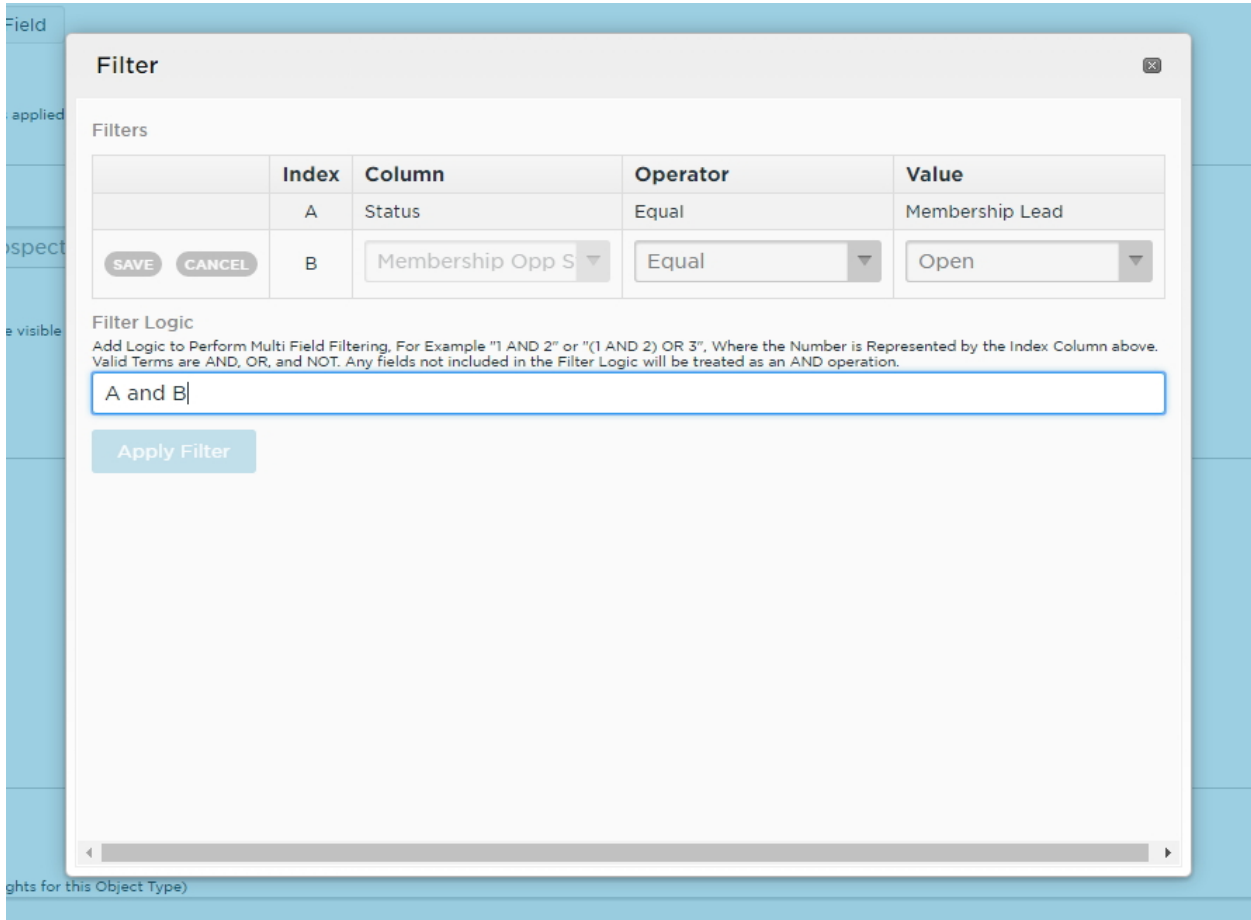 Field
Filter
applied
Filters
Index Column Operator Value
A Status Equal Membership Lead
spect
SAVE CANCEL B Membership Opp S Equal Open
Filter Logic
e visible
Add Logic to Perform Multi Field Filtering, For Example "1 AND 2" or "(1 AND 2) OR 3", Where the Number is Represented by the Index Column above.
Valid Terms are AND, OR, and NOT. Any fields not included in the Filter Logic will be treated as an AND operation.
A and B
Apply Filter
ghts for this Object Type)